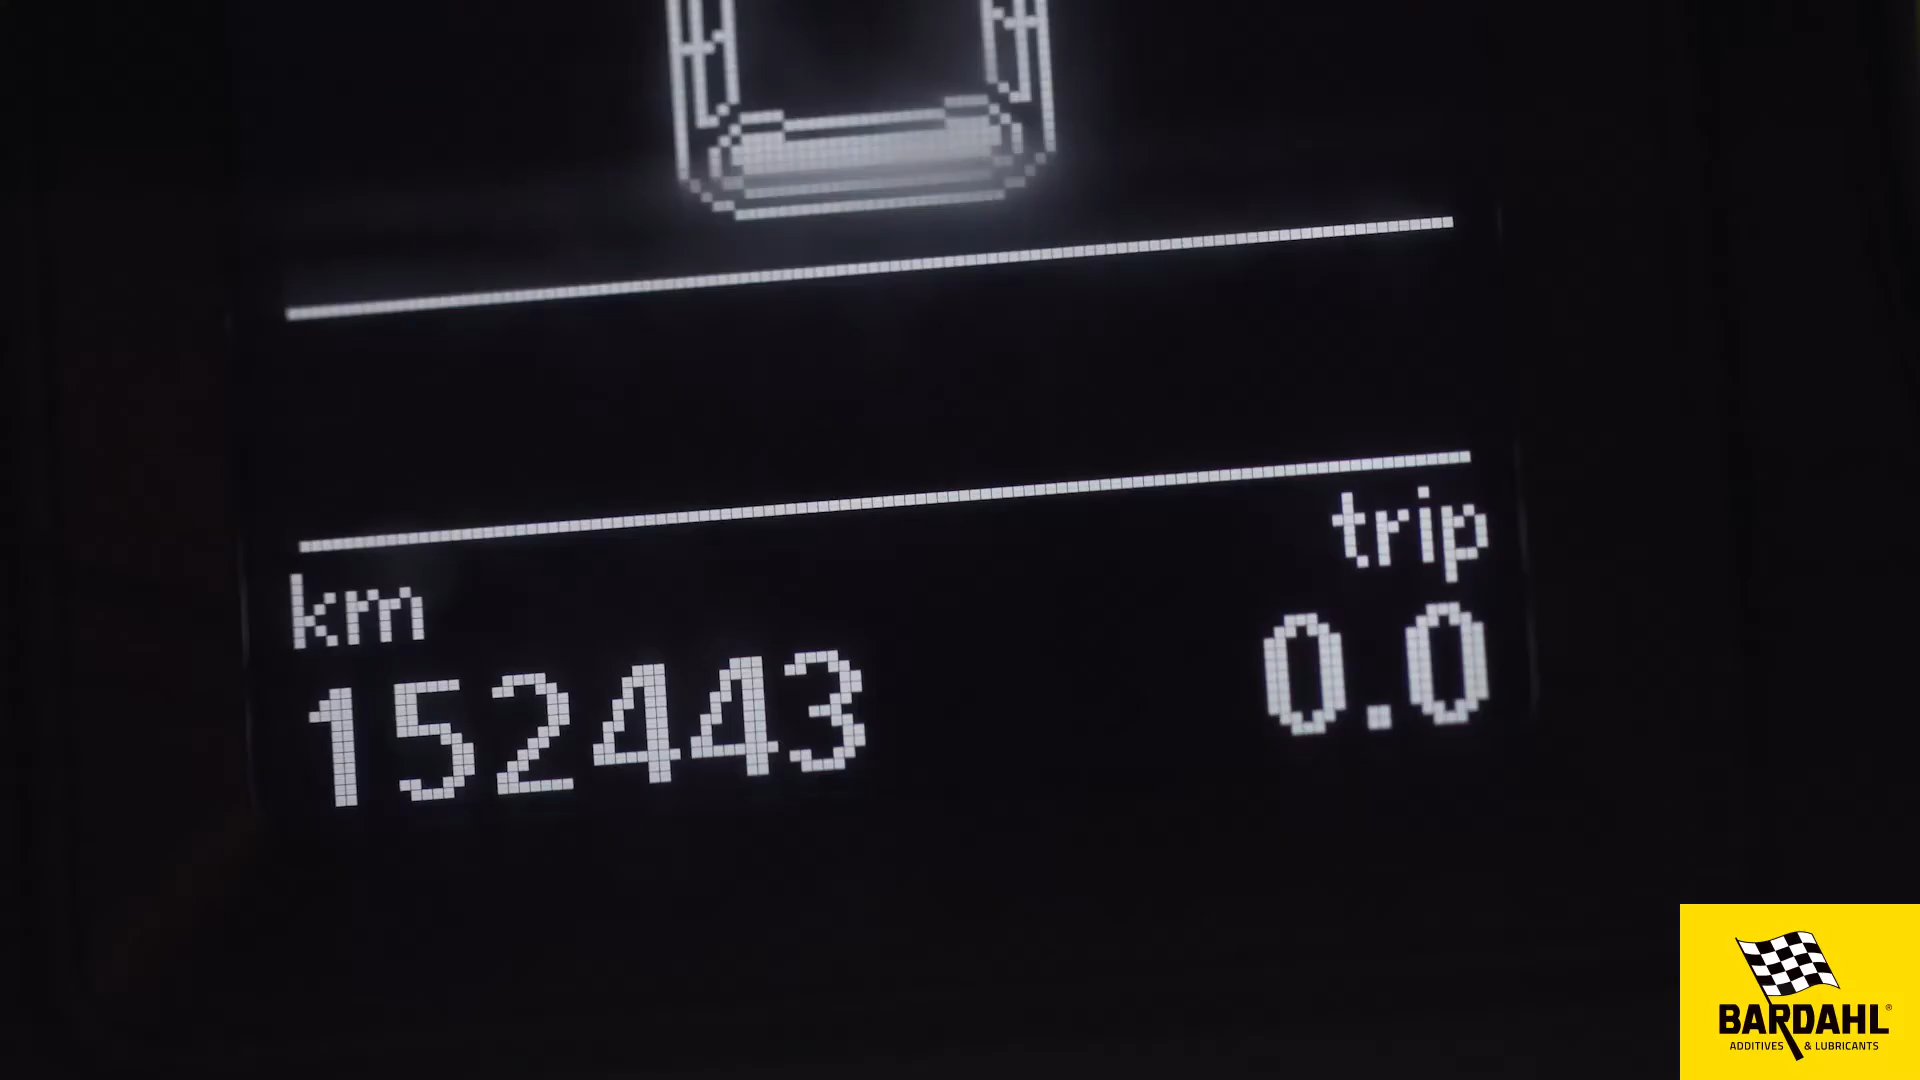 trip
km
0.0
152443
BARDAHL®
ADDITIVES & LUBRICANTS